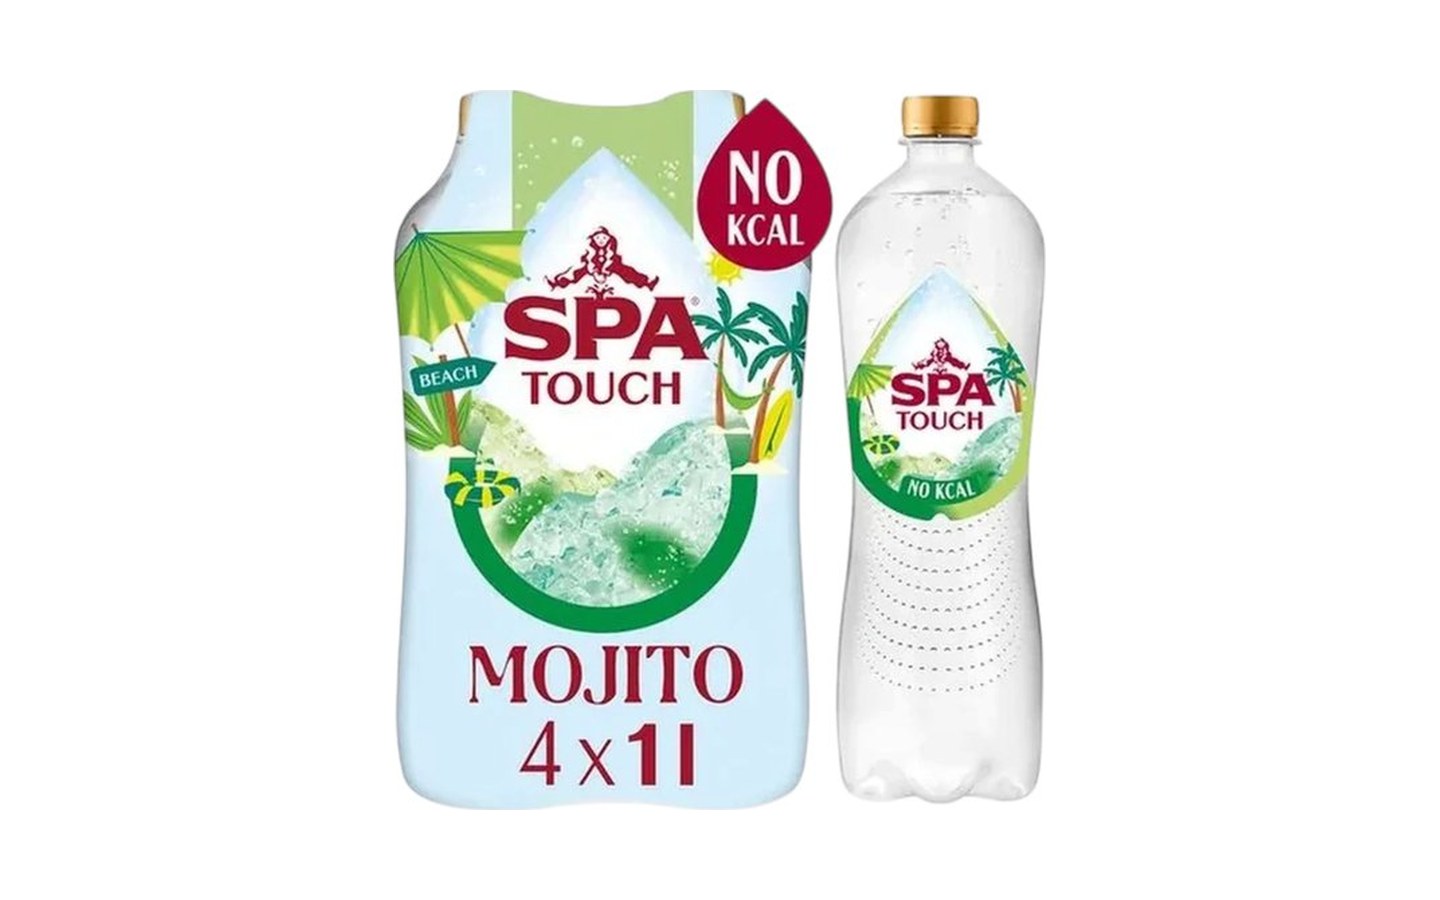 NO
KCAL
SPA®
TOUCH
BEACH
MOJITO
4 x 1l
SPA
TOUCH
NO KCAL